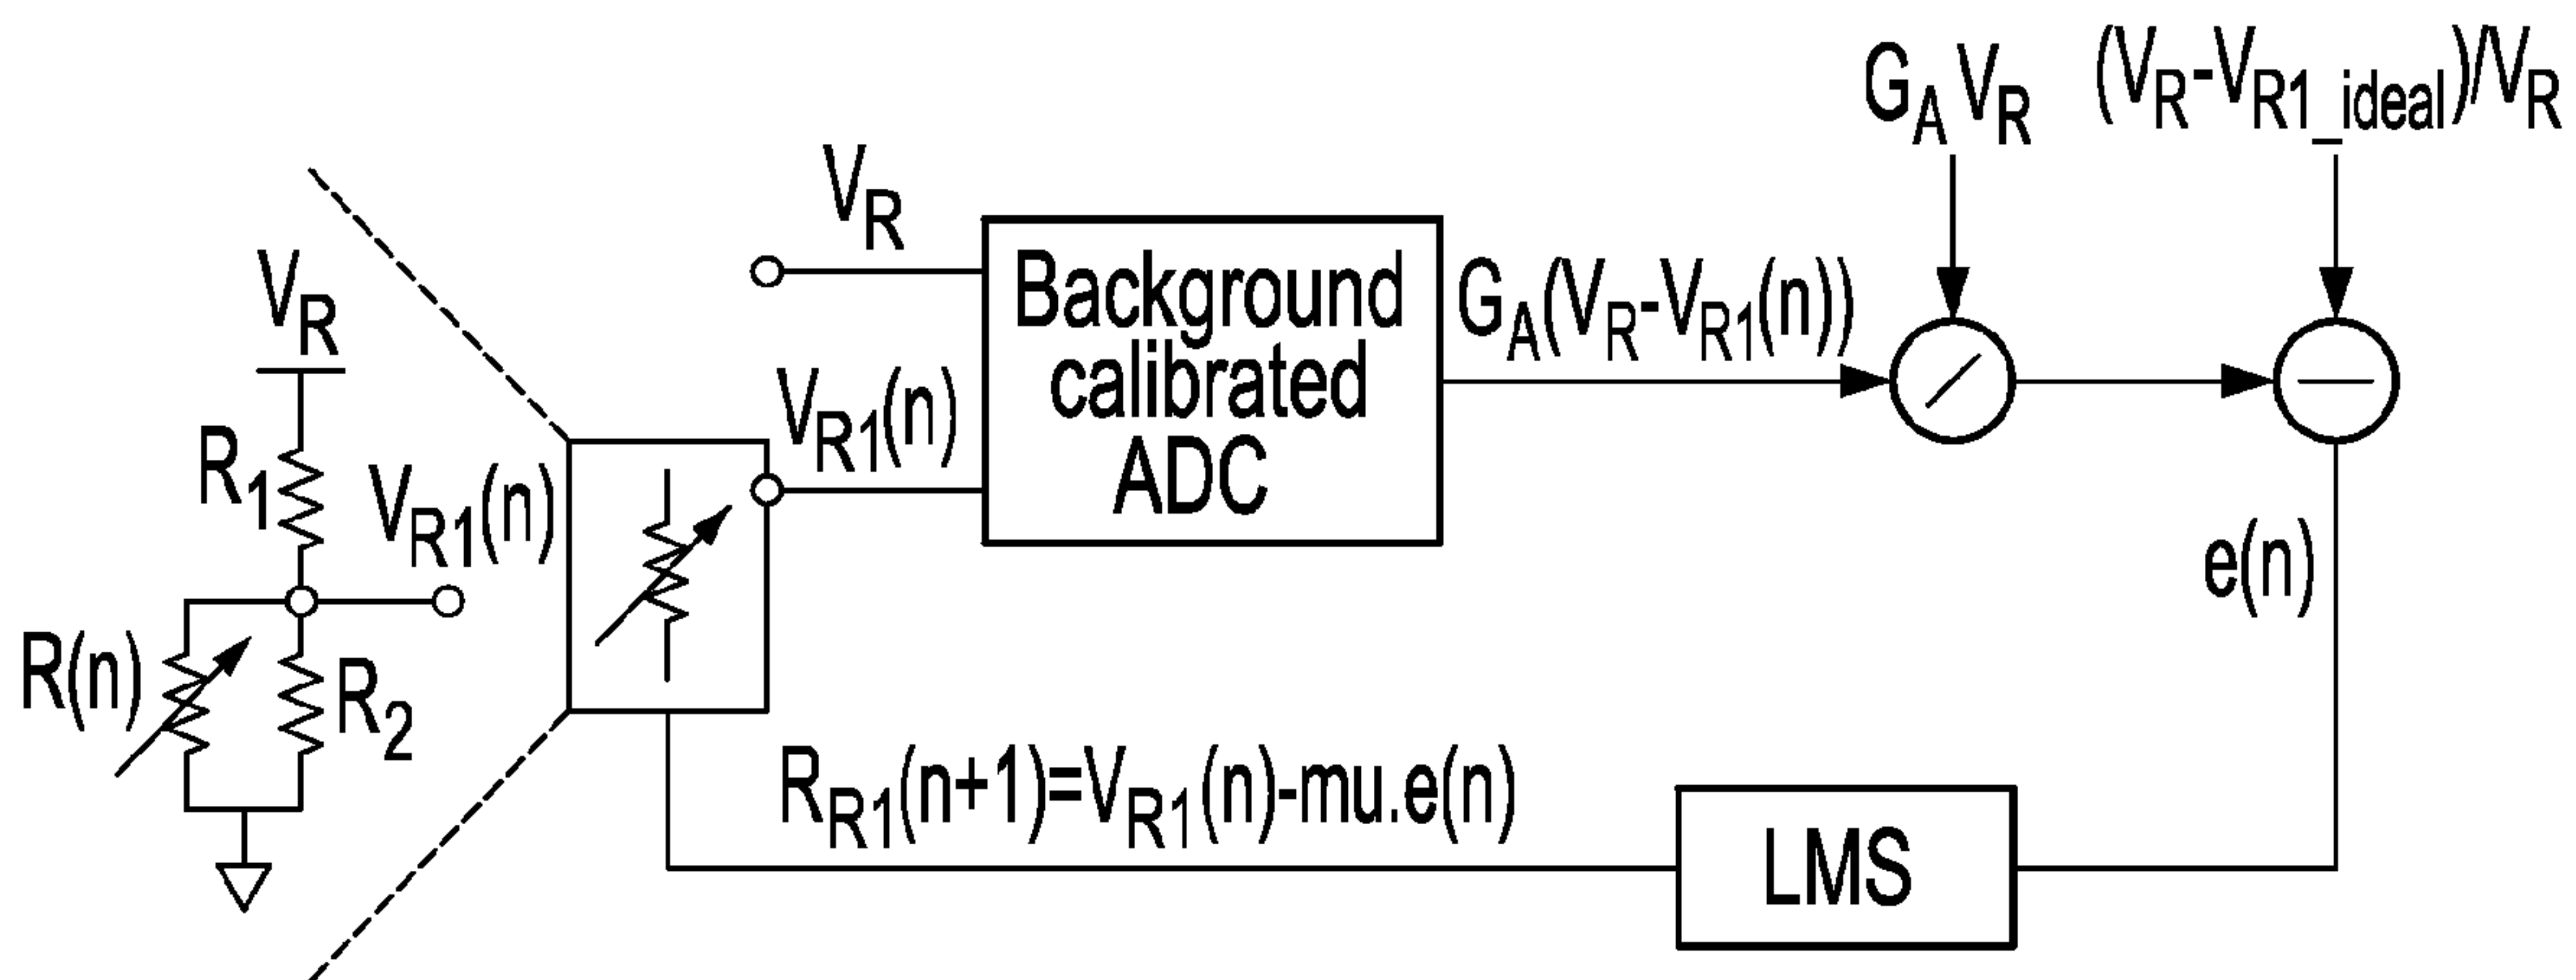 V_R
R_1
V_R1(n)
R(n)
R_2
V_R
V_R1(n)
Background
calibrated
ADC
G_A(V_R-V_R1(n))
G_A V_R
(V_R-V_R1_ideal)/V_R
e(n)
LMS
R_R1(n+1)=V_R1(n)-mu.e(n)